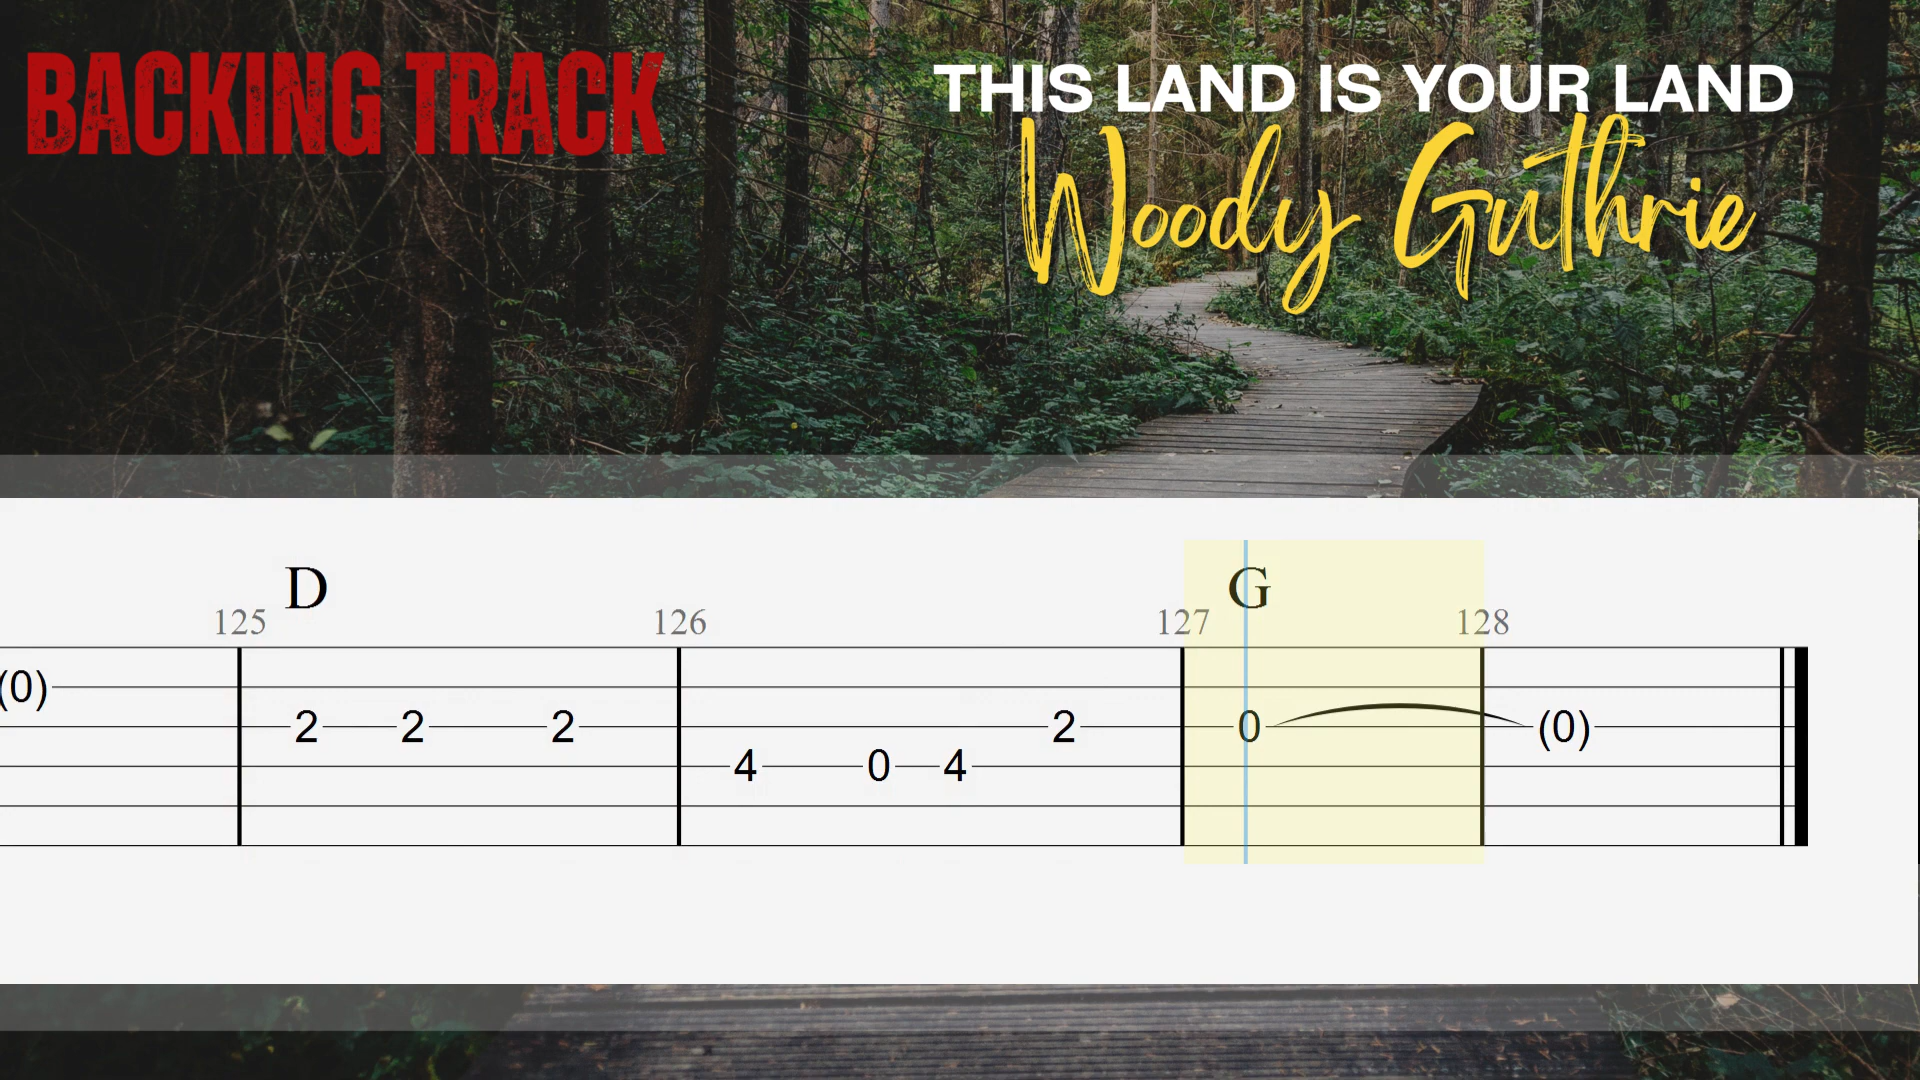 BACKING TRACK
THIS LAND IS YOUR LAND
Woody Guthrie
D G
125 126 127 128
(0)
2 2 2 2 0 (0)
4 0 4